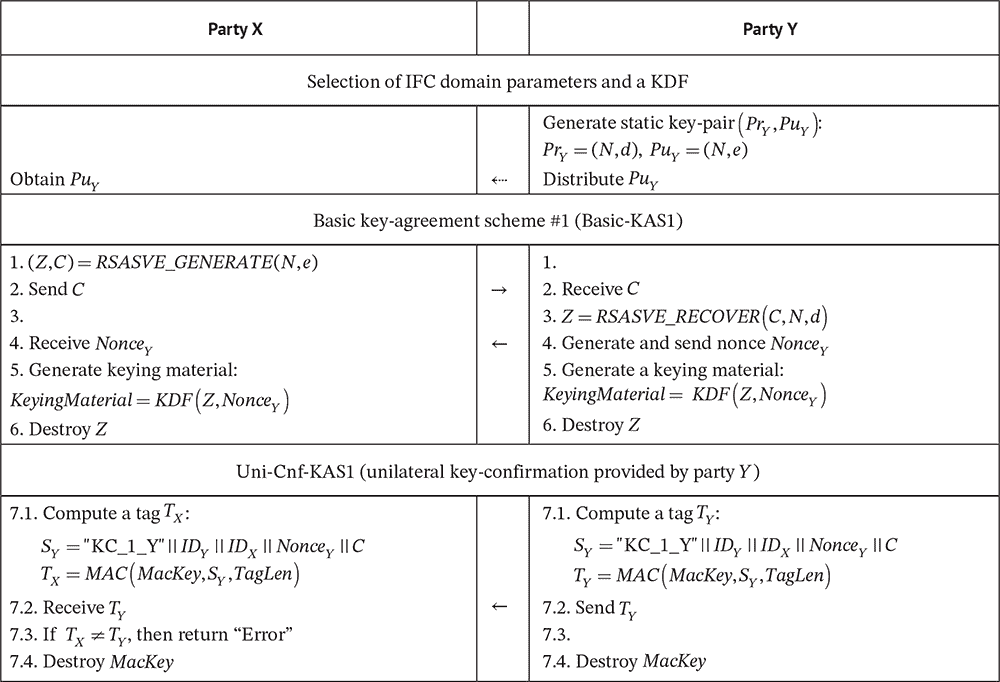 Party X
Party Y
Selection of IFC domain parameters and a KDF
Generate static key-pair (Pr_Y, Pu_Y):
Pr_Y = (N,d), Pu_Y = (N,e)
Obtain Pu_Y
⇠
Distribute Pu_Y
Basic key-agreement scheme #1 (Basic-KAS1)
1. (Z,C) = RSASVE_GENERATE(N,e)
1.
2. Send C
→
2. Receive C
3.
3. Z = RSASVE_RECOVER(C,N,d)
4. Receive Nonce_Y
←
4. Generate and send nonce Nonce_Y
5. Generate keying material:
5. Generate a keying material:
KeyingMaterial = KDF(Z,Nonce_Y)
KeyingMaterial = KDF(Z,Nonce_Y)
6. Destroy Z
6. Destroy Z
Uni-Cnf-KAS1 (unilateral key-confirmation provided by party Y)
7.1. Compute a tag T_X:
7.1. Compute a tag T_Y:
S_Y = "KC_1_Y" || ID_Y || ID_X || Nonce_Y || C
S_Y = "KC_1_Y" || ID_Y || ID_X || Nonce_Y || C
T_X = MAC(MacKey,S_Y,TagLen)
T_Y = MAC(MacKey,S_Y,TagLen)
7.2. Receive T_Y
←
7.2. Send T_Y
7.3. If T_X ≠ T_Y, then return “Error”
7.3.
7.4. Destroy MacKey
7.4. Destroy MacKey